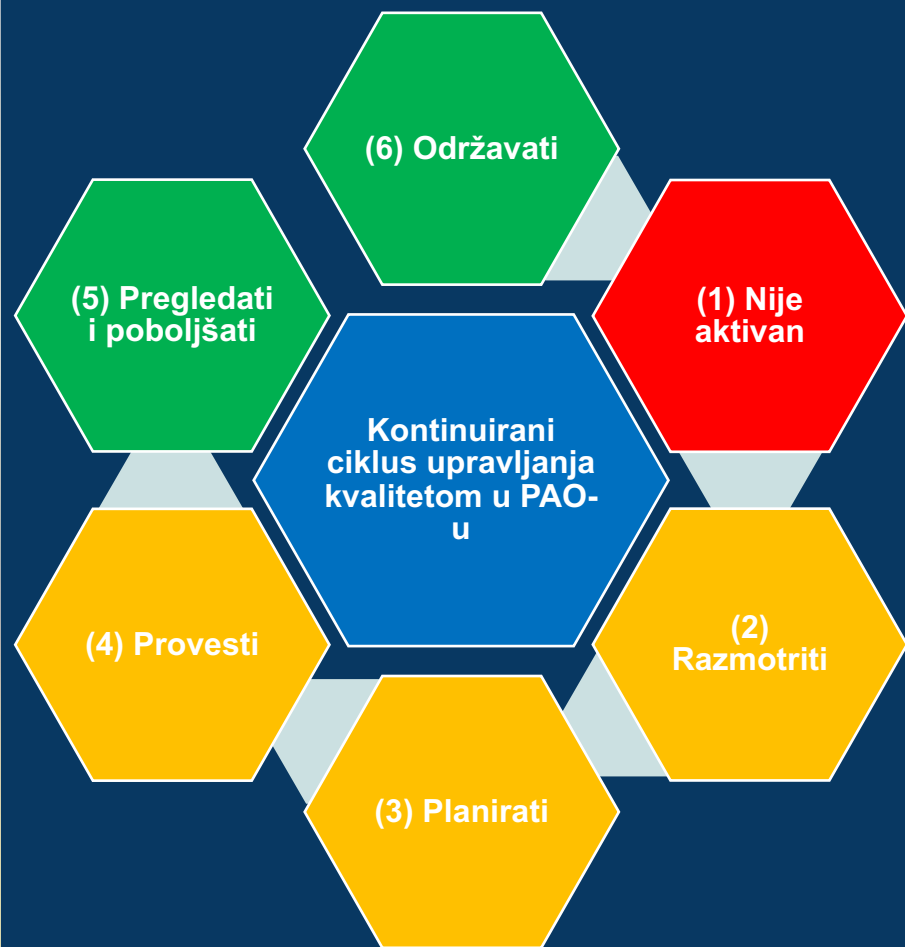 (6) Održavati
(1) Nije
aktivan
(2)
Razmotriti
(3) Planirati
(4) Provesti
(5) Pregledati
i poboljšati
Kontinuirani
ciklus upravljanja
kvalitetom u PAO-
u